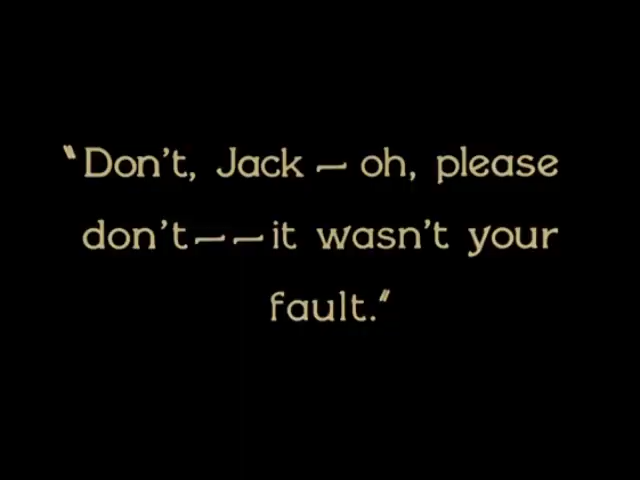 "Don't, Jack — oh, please
don't — — it wasn't your
fault."